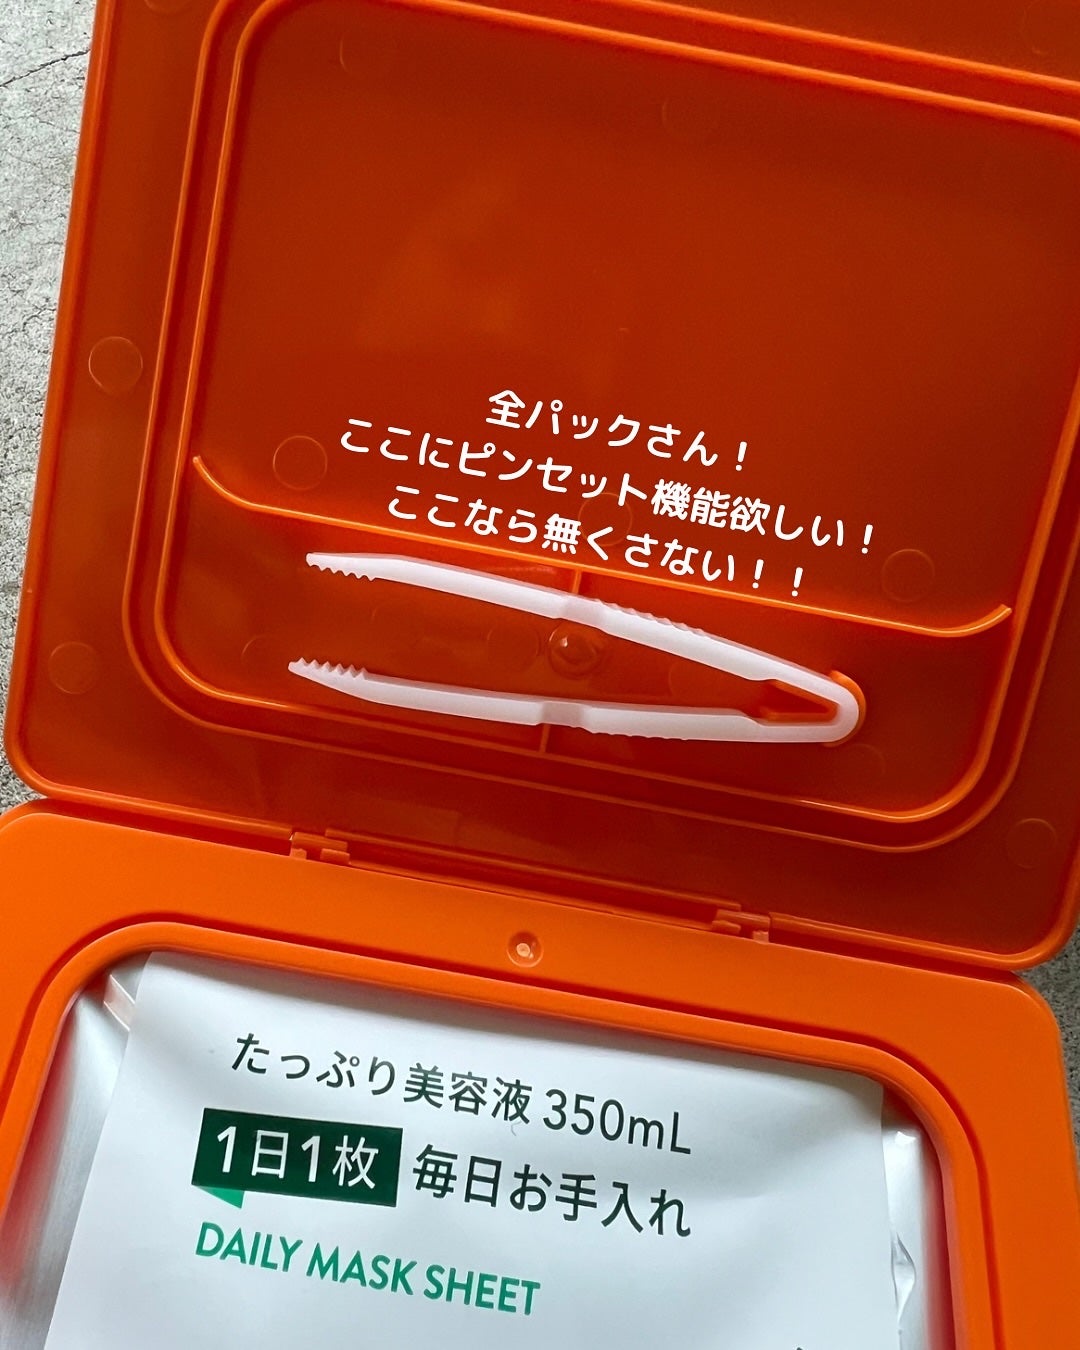 全パックさん！
ここにピンセット機能欲しい！
ここなら無くさない！！
たっぷり美容液 350mL
1日1枚 毎日お手入れ
DAILY MASK SHEET